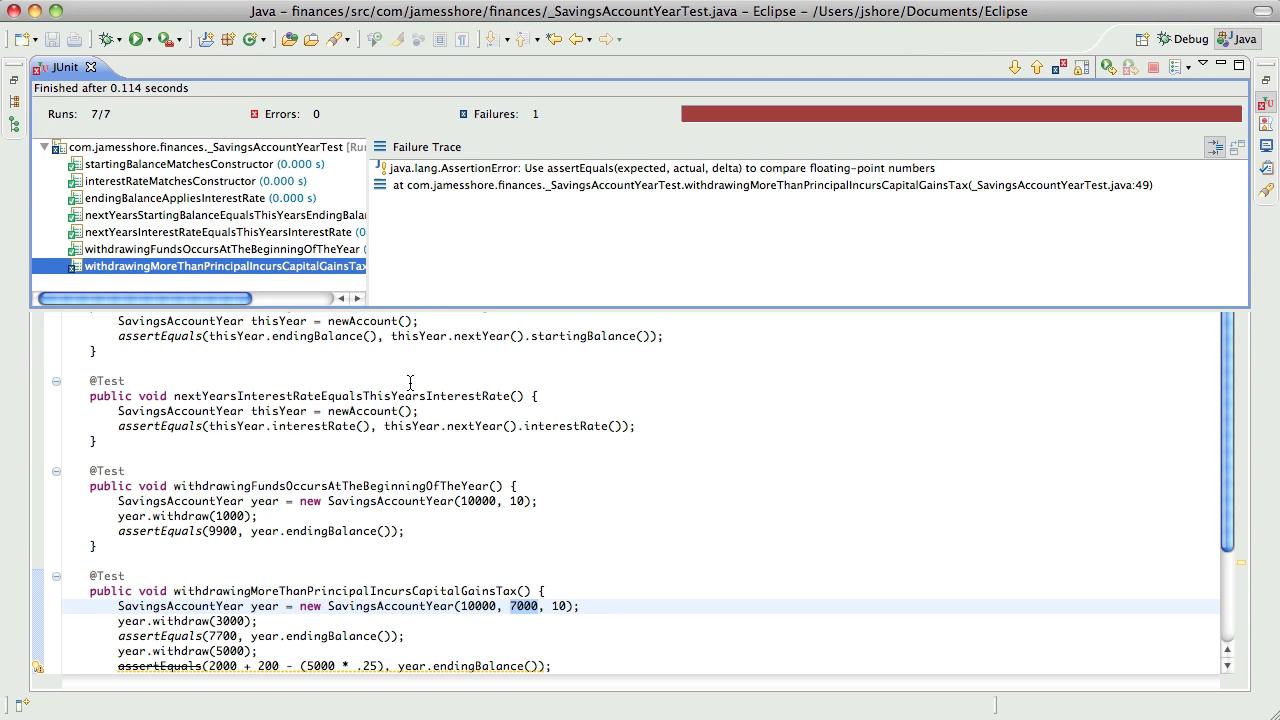 Java – finances/src/com/jamesshore/finances/_SavingsAccountYearTest.java – Eclipse – /Users/jshore/Documents/Eclipse
Debug Java
JUnit
Finished after 0.114 seconds
Runs: 7/7 Errors: 0 Failures: 1
com.jamesshore.finances._SavingsAccountYearTest [Run
startingBalanceMatchesConstructor (0.000 s)
interestRateMatchesConstructor (0.000 s)
endingBalanceAppliesInterestRate (0.000 s)
nextYearsStartingBalanceEqualsThisYearsEndingBala
nextYearsInterestRateEqualsThisYearsInterestRate (0
withdrawingFundsOccursAtTheBeginningOfTheYear (
withdrawingMoreThanPrincipalIncursCapitalGainsTax
Failure Trace
java.lang.AssertionError: Use assertEquals(expected, actual, delta) to compare floating-point numbers
at com.jamesshore.finances._SavingsAccountYearTest.withdrawingMoreThanPrincipalIncursCapitalGainsTax(_SavingsAccountYearTest.java:49)
SavingsAccountYear thisYear = newAccount();
assertEquals(thisYear.endingBalance(), thisYear.nextYear().startingBalance());
}
@Test
public void nextYearsInterestRateEqualsThisYearsInterestRate() {
SavingsAccountYear thisYear = newAccount();
assertEquals(thisYear.interestRate(), thisYear.nextYear().interestRate());
}
@Test
public void withdrawingFundsOccursAtTheBeginningOfTheYear() {
SavingsAccountYear year = new SavingsAccountYear(10000, 10);
year.withdraw(1000);
assertEquals(9900, year.endingBalance());
}
@Test
public void withdrawingMoreThanPrincipalIncursCapitalGainsTax() {
SavingsAccountYear year = new SavingsAccountYear(10000, 7000, 10);
year.withdraw(3000);
assertEquals(7700, year.endingBalance());
year.withdraw(5000);
assertEquals(2000 + 200 - (5000 * .25), year.endingBalance());